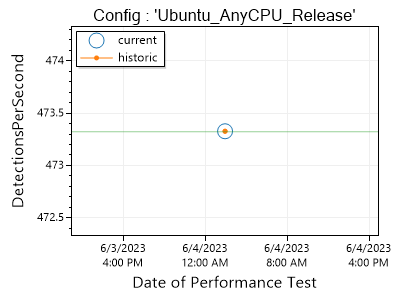 Config : 'Ubuntu_AnyCPU_Release'
current
historic
DetectionsPerSecond
474
473.5
473
472.5
6/3/2023 6/4/2023 6/4/2023 6/4/2023
4:00 PM 12:00 AM 8:00 AM 4:00 PM
Date of Performance Test